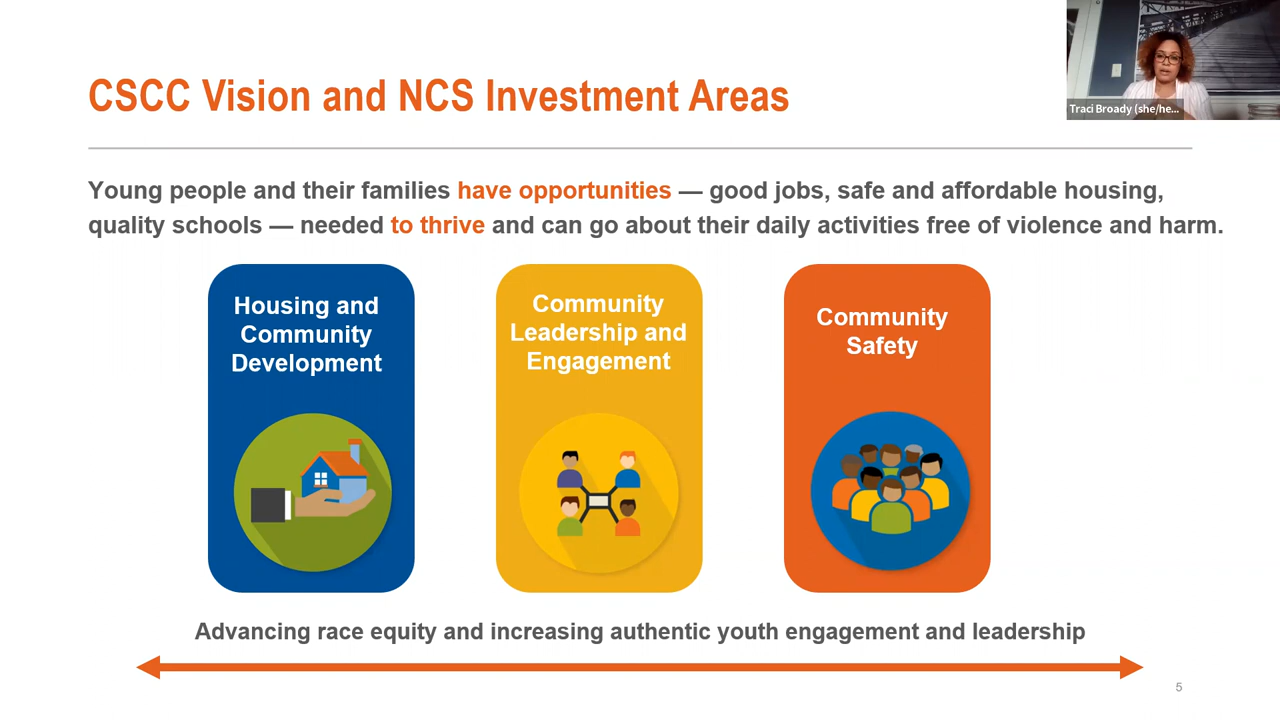 CSCC Vision and NCS Investment Areas
Traci Broady (she/he...
Young people and their families have opportunities — good jobs, safe and affordable housing,
quality schools — needed to thrive and can go about their daily activities free of violence and harm.
Housing and
Community
Development
Community
Leadership and
Engagement
Community
Safety
Advancing race equity and increasing authentic youth engagement and leadership
5